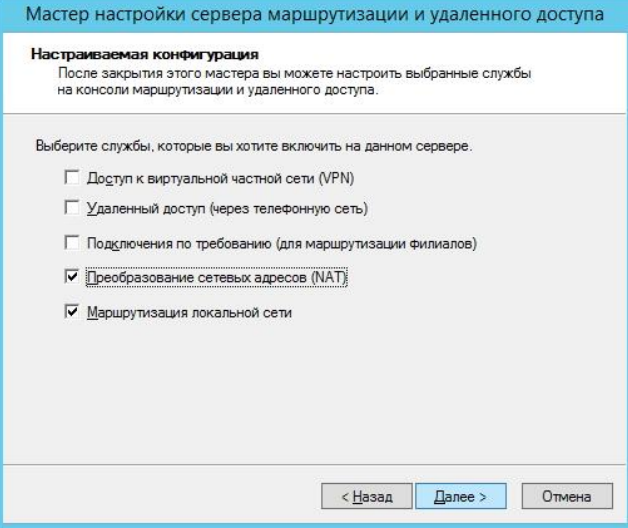 Мастер настройки сервера маршрутизации и удаленного доступа
Настраиваемая конфигурация
После закрытия этого мастера вы можете настроить выбранные службы
на консоли маршрутизации и удаленного доступа.
Выберите службы, которые вы хотите включить на данном сервере.
Доступ к виртуальной частной сети (VPN)
Удаленный доступ (через телефонную сеть)
Подключения по требованию (для маршрутизации филиалов)
Преобразование сетевых адресов (NAT)
Маршрутизация локальной сети
< Назад
Далее >
Отмена